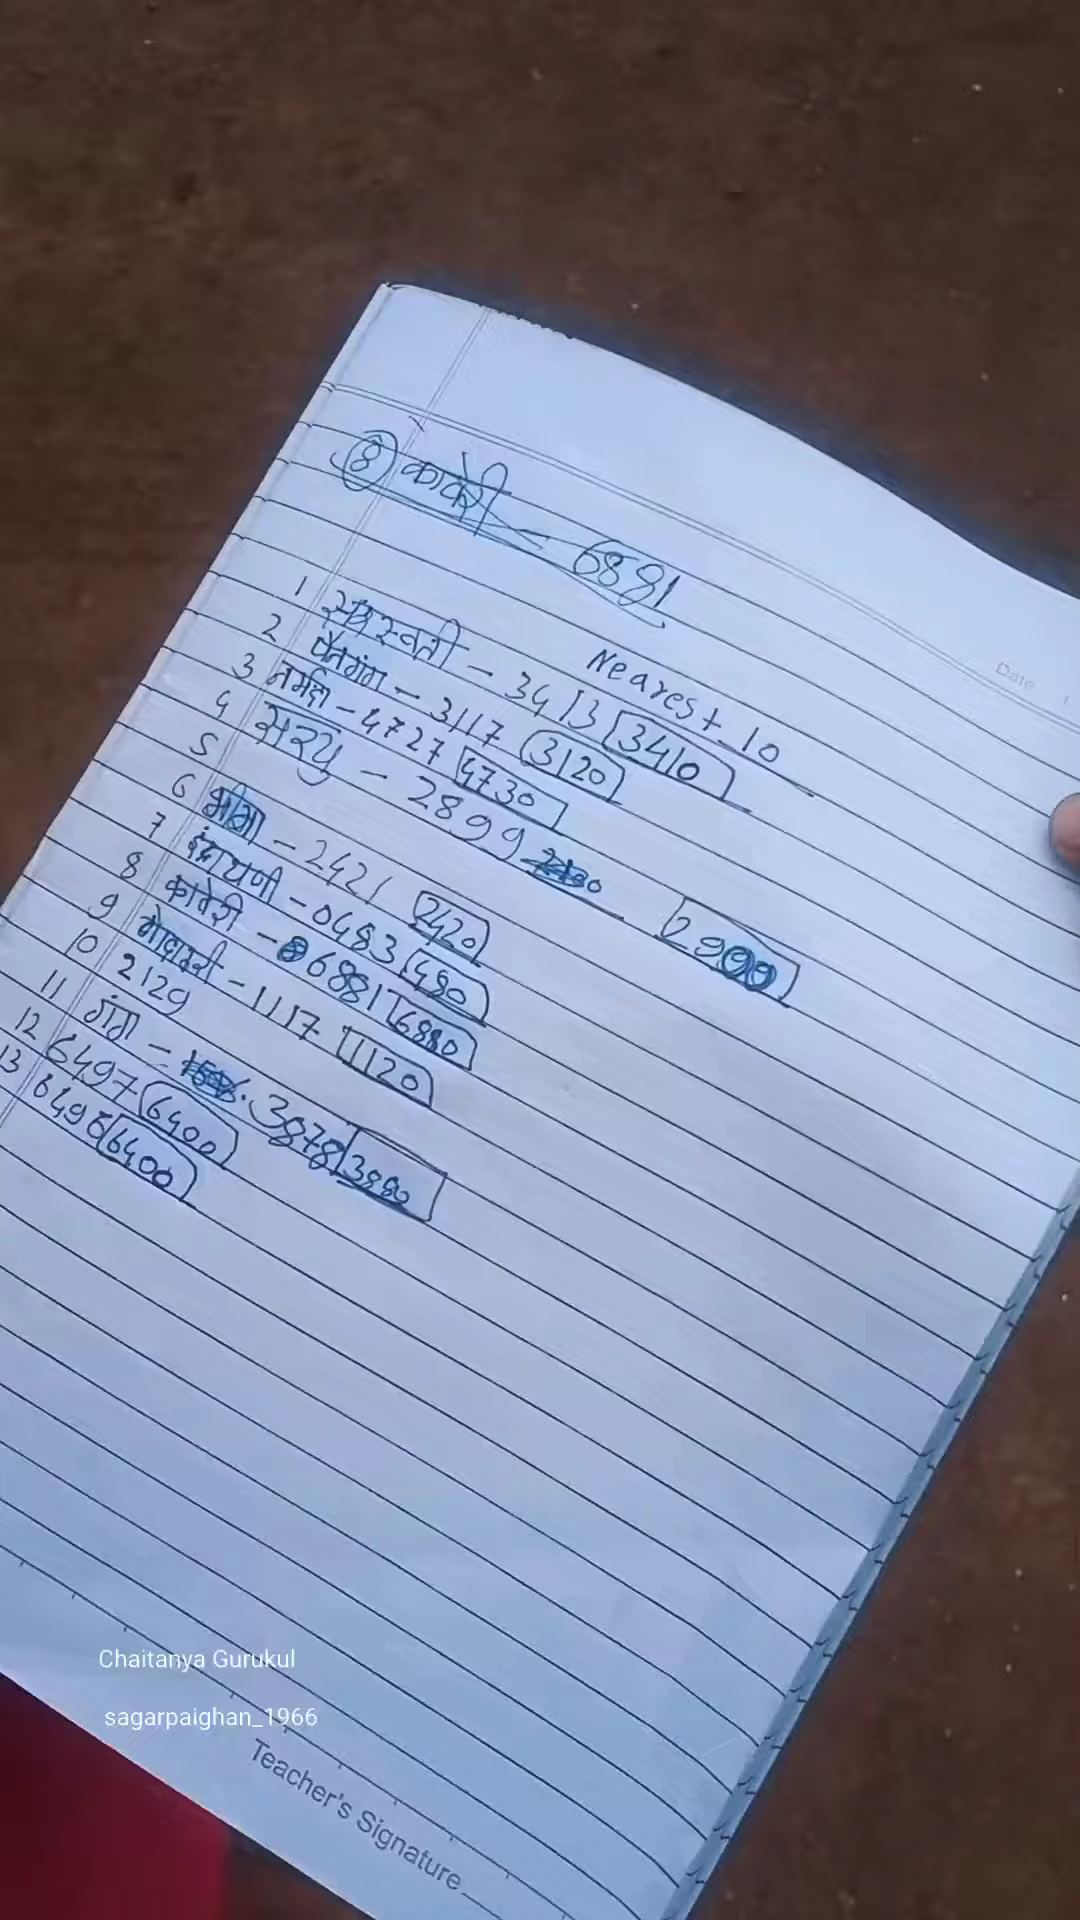 8 कावेरी - 6881
Nearest 10
1 सरस्वती - 3413 3410
2 पैनगंगा - 3117 3120
3 नर्मदा - 4727 4730
4 सरयु - 2899 2900
5
6 भीमा - 2421 2420
7 इंद्रायणी - 0483 480
8 कावेरी - 6881 6880
9 गोदावरी - 1117 1120
10 2129
11 गंगा - 3878 3880
12 6497 6400
13 6498 6400
Date
Chaitanya Gurukul
sagarpaighan_1966
Teacher's Signature